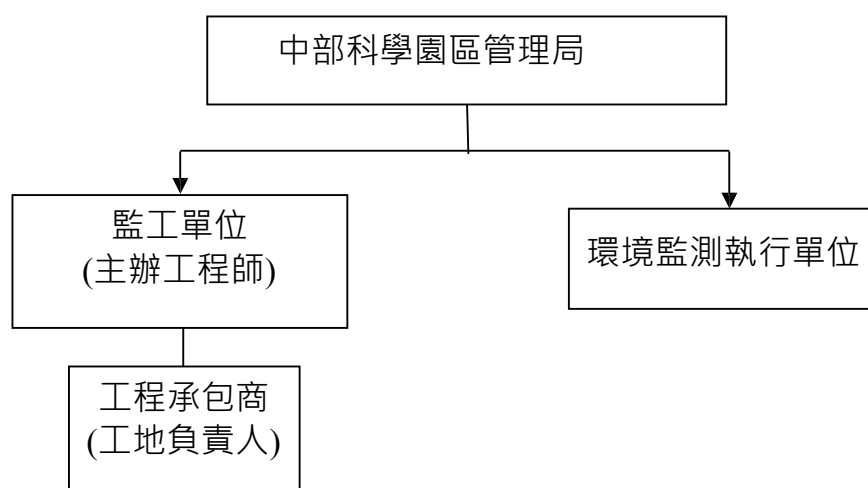 中部科學園區管理局
監工單位
(主辦工程師)
環境監測執行單位
工程承包商
(工地負責人)